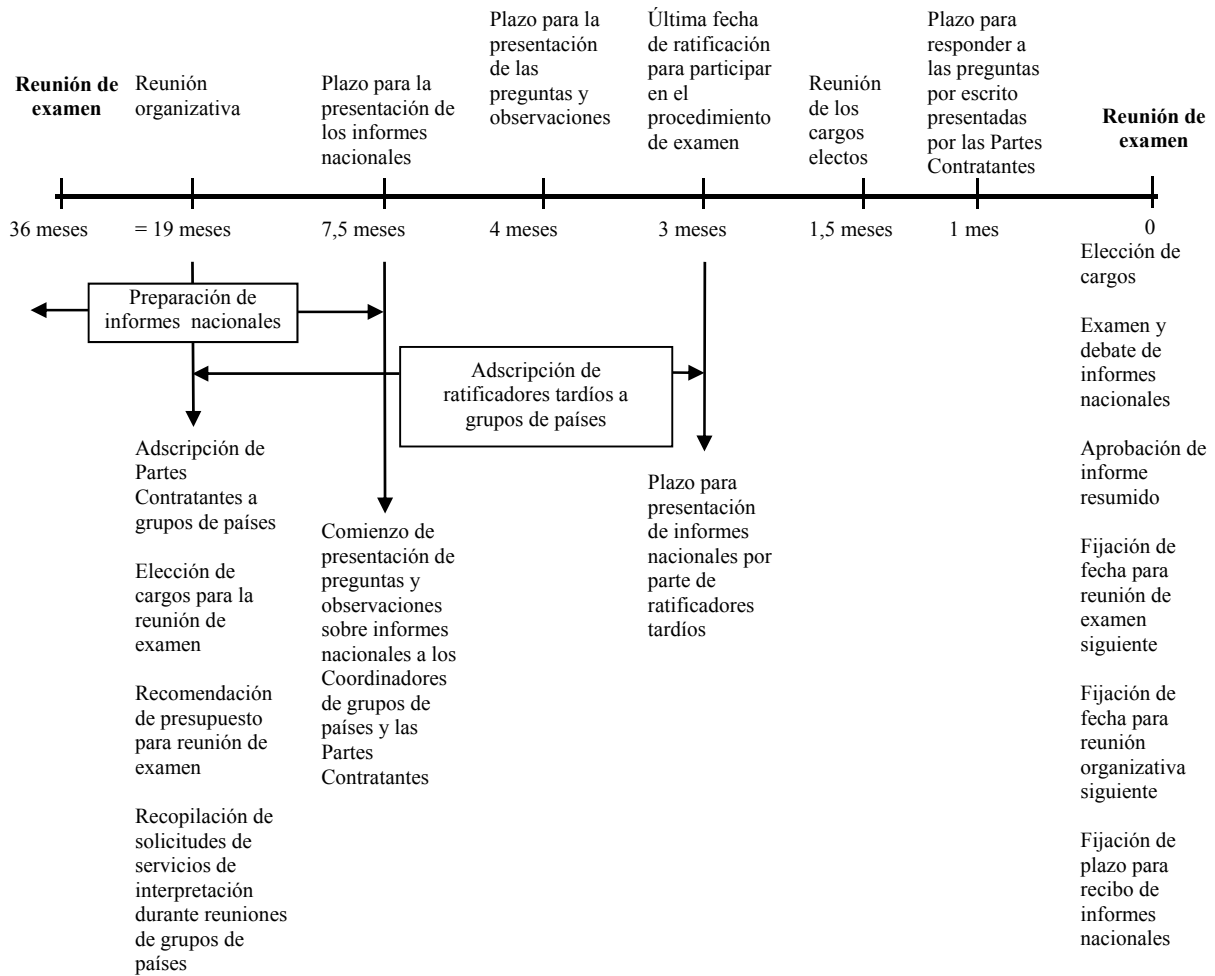 Reunión de
examen
Reunión
organizativa
Plazo para la
presentación de
los informes
nacionales
Plazo para la
presentación
de las
preguntas y
observaciones
Última fecha
de ratificación
para participar
en el
procedimiento
de examen
Reunión
de los
cargos
electos
Plazo para
responder a
las preguntas
por escrito
presentadas
por las Partes
Contratantes
Reunión de
examen
36 meses
= 19 meses
7,5 meses
4 meses
3 meses
1,5 meses
1 mes
0
Preparación de
informes nacionales
Adscripción de
ratificadores tardíos a
grupos de países
Adscripción de
Partes
Contratantes a
grupos de países
Elección de
cargos para la
reunión de
examen
Recomendación
de presupuesto
para reunión de
examen
Recopilación de
solicitudes de
servicios de
interpretación
durante reuniones
de grupos de
países
Comienzo de
presentación de
preguntas y
observaciones
sobre informes
nacionales a los
Coordinadores
de grupos de
países y las
Partes
Contratantes
Plazo para
presentación
de informes
nacionales por
parte de
ratificadores
tardíos
Elección de
cargos
Examen y
debate de
informes
nacionales
Aprobación de
informe
resumido
Fijación de
fecha para
reunión de
examen
siguiente
Fijación de
fecha para
reunión
organizativa
siguiente
Fijación de
plazo para
recibo de
informes
nacionales